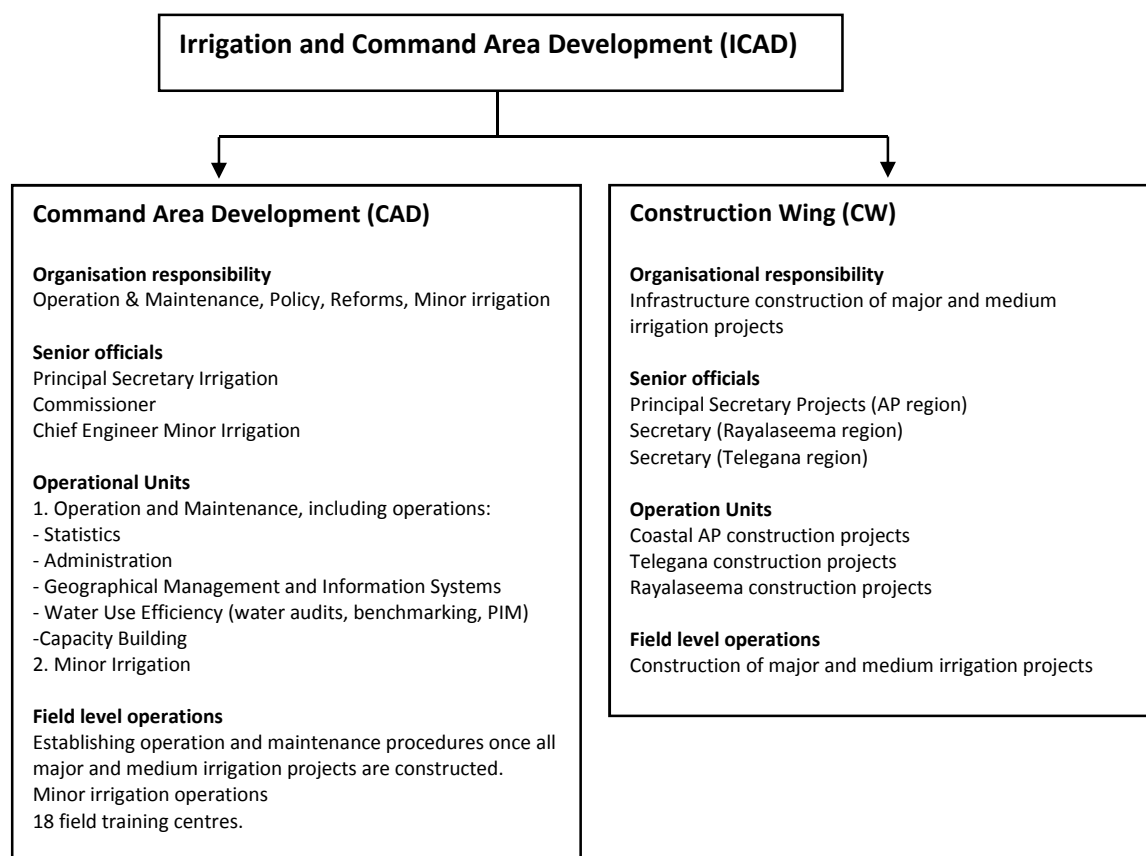 Irrigation and Command Area Development (ICAD)
Command Area Development (CAD)
Organisation responsibility
Operation & Maintenance, Policy, Reforms, Minor irrigation
Senior officials
Principal Secretary Irrigation
Commissioner
Chief Engineer Minor Irrigation
Operational Units
1. Operation and Maintenance, including operations:
- Statistics
- Administration
- Geographical Management and Information Systems
- Water Use Efficiency (water audits, benchmarking, PIM)
-Capacity Building
2. Minor Irrigation
Field level operations
Establishing operation and maintenance procedures once all
major and medium irrigation projects are constructed.
Minor irrigation operations
18 field training centres.
Construction Wing (CW)
Organisational responsibility
Infrastructure construction of major and medium
irrigation projects
Senior officials
Principal Secretary Projects (AP region)
Secretary (Rayalaseema region)
Secretary (Telegana region)
Operation Units
Coastal AP construction projects
Telegana construction projects
Rayalaseema construction projects
Field level operations
Construction of major and medium irrigation projects